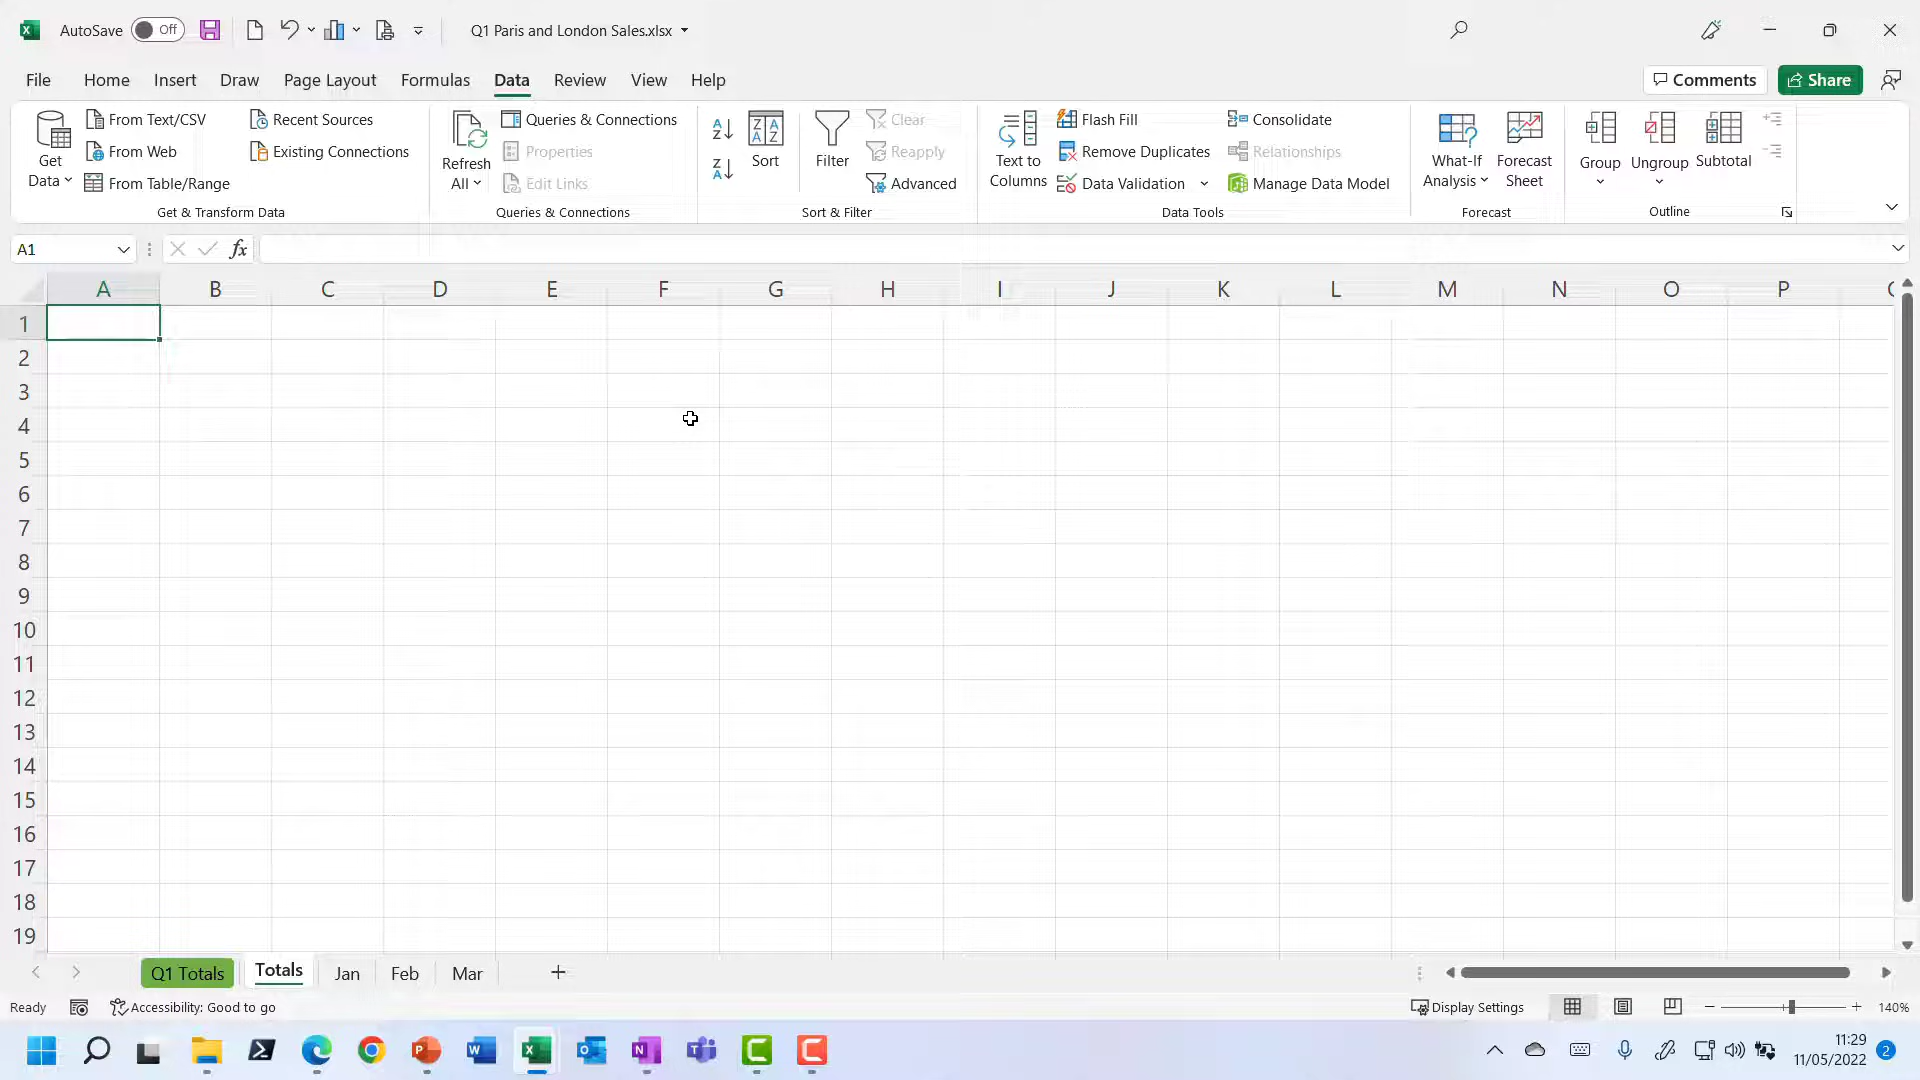 AutoSave Off Q1 Paris and London Sales.xlsx
File Home Insert Draw Page Layout Formulas Data Review View Help Comments Share
Get Data
From Text/CSV
From Web
From Table/Range
Recent Sources
Existing Connections
Get & Transform Data
Refresh All
Queries & Connections
Properties
Edit Links
Queries & Connections
A Z
Z A
Z A A Z
Sort
Filter
Clear
Reapply
Advanced
Sort & Filter
Text to Columns
Flash Fill
Remove Duplicates
Data Validation
Consolidate
Relationships
Manage Data Model
Data Tools
What-If Analysis
Forecast Sheet
Forecast
Group
Ungroup
Subtotal
Outline
A1 fx
A B C D E F G H I J K L M N O P
1
2
3
4
5
6
7
8
9
10
11
12
13
14
15
16
17
18
19
Q1 Totals Totals Jan Feb Mar
Ready Accessibility: Good to go Display Settings 140%
11:29
11/05/2022 2